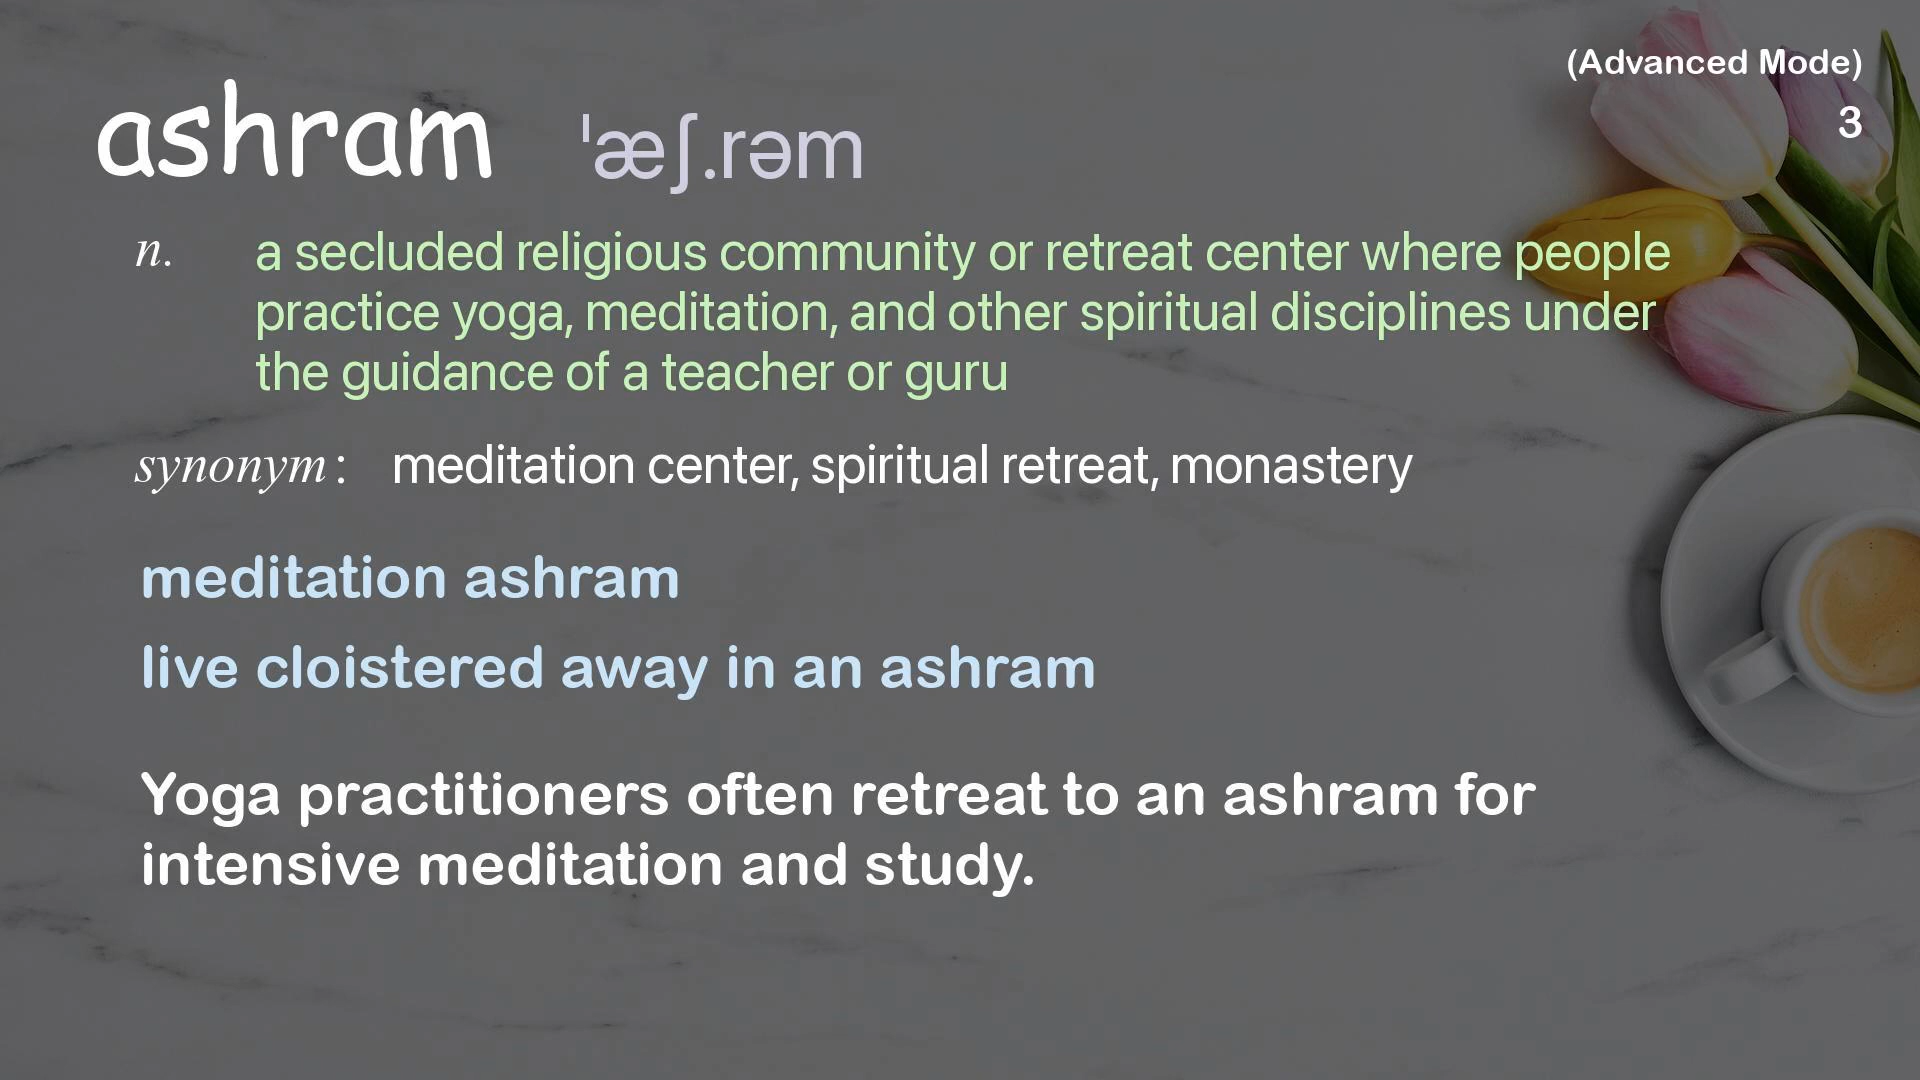 (Advanced Mode)
3
ashram ˈæʃ.rəm
n. a secluded religious community or retreat center where people
practice yoga, meditation, and other spiritual disciplines under
the guidance of a teacher or guru
synonym : meditation center, spiritual retreat, monastery
meditation ashram
live cloistered away in an ashram
Yoga practitioners often retreat to an ashram for
intensive meditation and study.